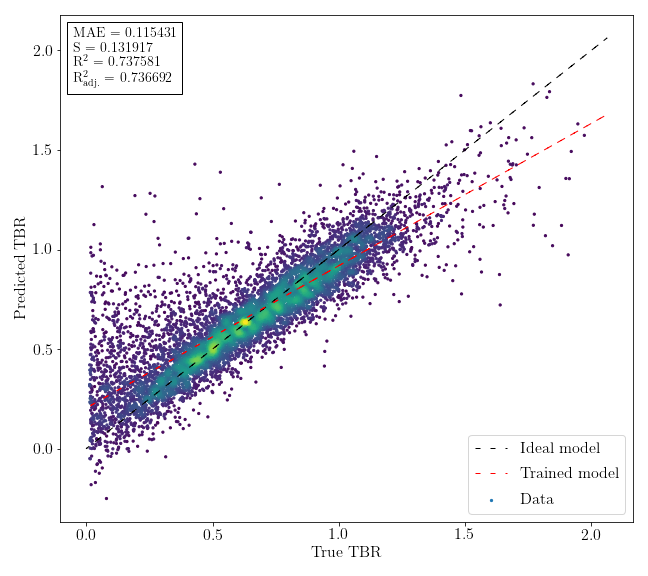 MAE = 0.115431
S = 0.131917
R² = 0.737581
R²adj. = 0.736692
2.0
1.5
1.0
0.5
0.0
Predicted TBR
Ideal model
Trained model
Data
0.0 0.5 1.0 1.5 2.0
True TBR